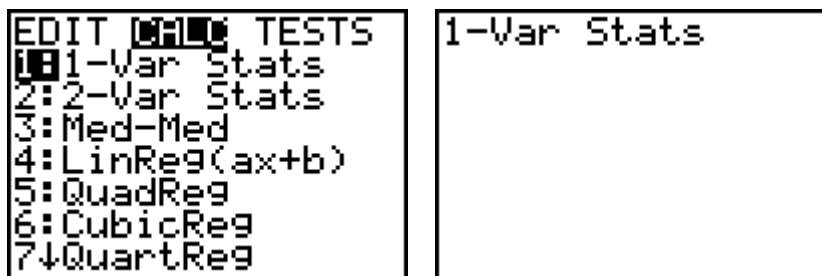 EDIT CALC TESTS
1:1-Var Stats
2:2-Var Stats
3:Med-Med
4:LinReg(ax+b)
5:QuadReg
6:CubicReg
7↓QuartReg
1-Var Stats